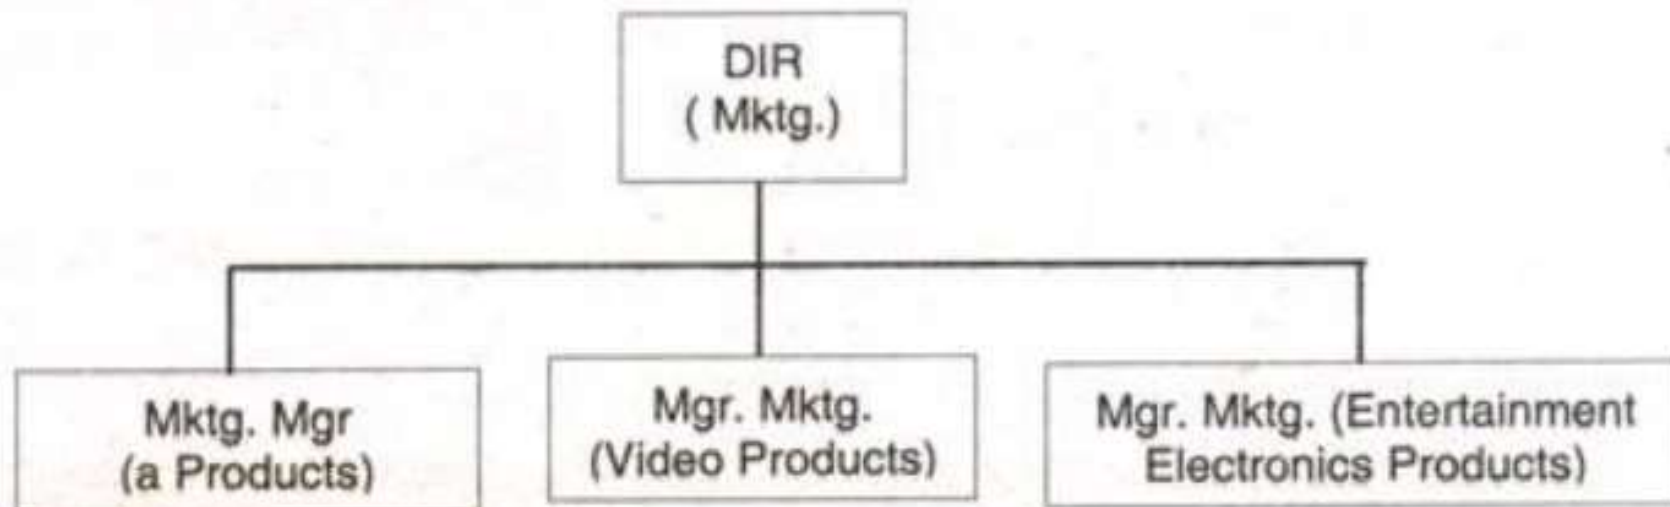 DIR
( Mktg.)
Mktg. Mgr
(a Products)
Mgr. Mktg.
(Video Products)
Mgr. Mktg. (Entertainment
Electronics Products)